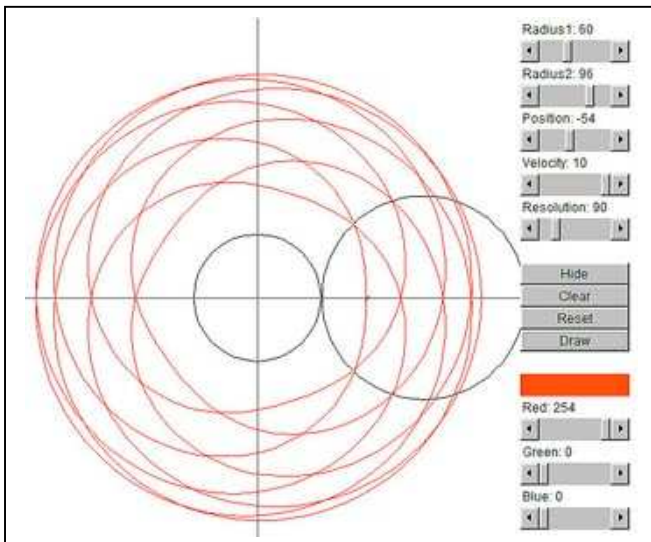 Radius1: 60
Radius2: 96
Position: -54
Velocity: 10
Resolution: 90
Hide
Clear
Reset
Draw
Red: 254
Green: 0
Blue: 0